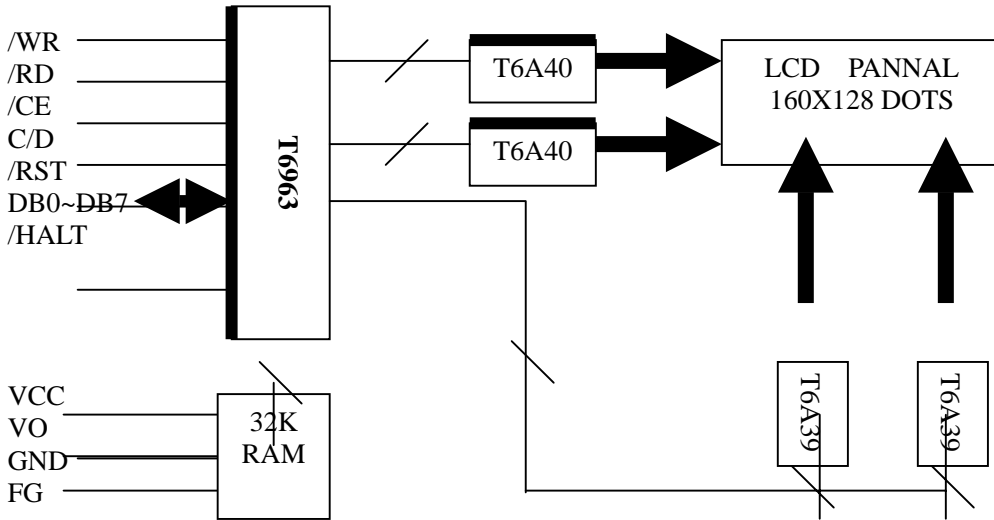 /WR
/RD
/CE
C/D
/RST
DB0~DB7
/HALT
T6963
T6A40
T6A40
LCD PANNAL
160X128 DOTS
VCC
VO
GND
FG
32K
RAM
T6A39
T6A39